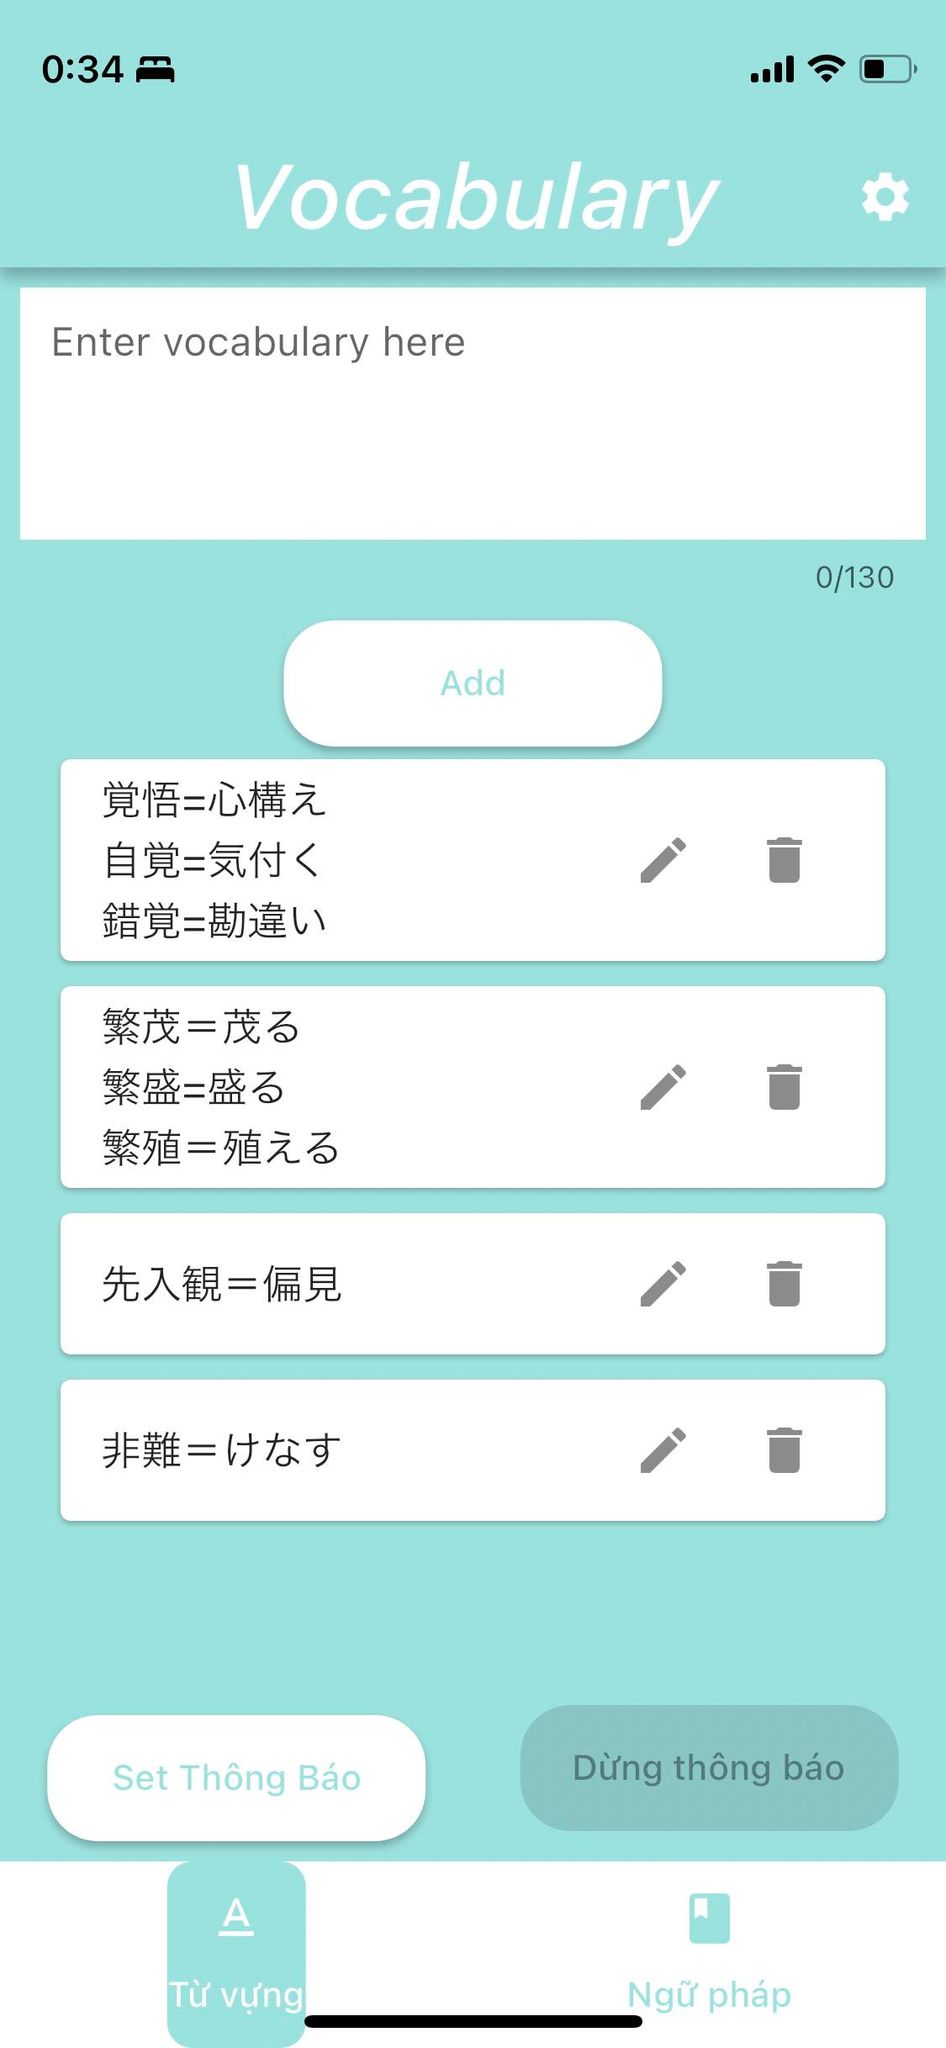 0:34
Vocabulary
Enter vocabulary here
0/130
Add
覚悟=心構え
自覚=気付く
錯覚=勘違い
繁茂＝茂る
繁盛=盛る
繁殖＝殖える
先入観＝偏見
非難＝けなす
Set Thông Báo
Dừng thông báo
Từ vựng
Ngữ pháp